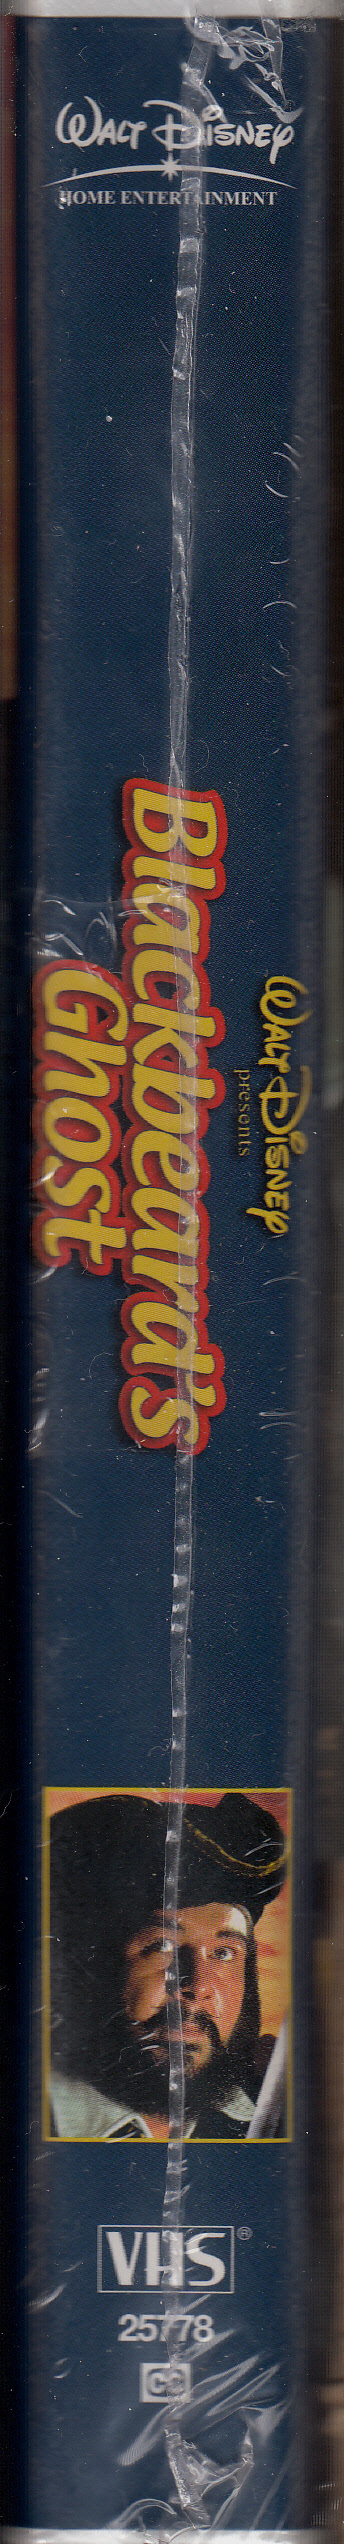 WALT DISNEY
HOME ENTERTAINMENT
WALT DISNEY
presents
Blackbeard's
Ghost
VHS ®
25778
CC